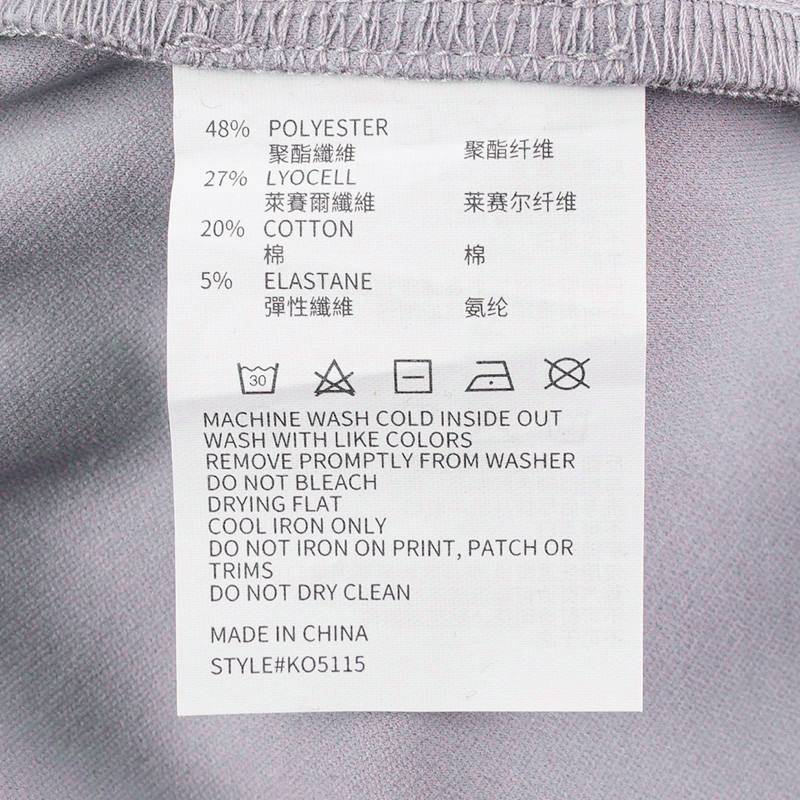 48% POLYESTER
聚酯纖維 聚酯纤维
27% LYOCELL
萊賽爾纖維 莱赛尔纤维
20% COTTON
棉 棉
5% ELASTANE
彈性纖維 氨纶
30
MACHINE WASH COLD INSIDE OUT
WASH WITH LIKE COLORS
REMOVE PROMPTLY FROM WASHER
DO NOT BLEACH
DRYING FLAT
COOL IRON ONLY
DO NOT IRON ON PRINT, PATCH OR
TRIMS
DO NOT DRY CLEAN
MADE IN CHINA
STYLE#KO5115